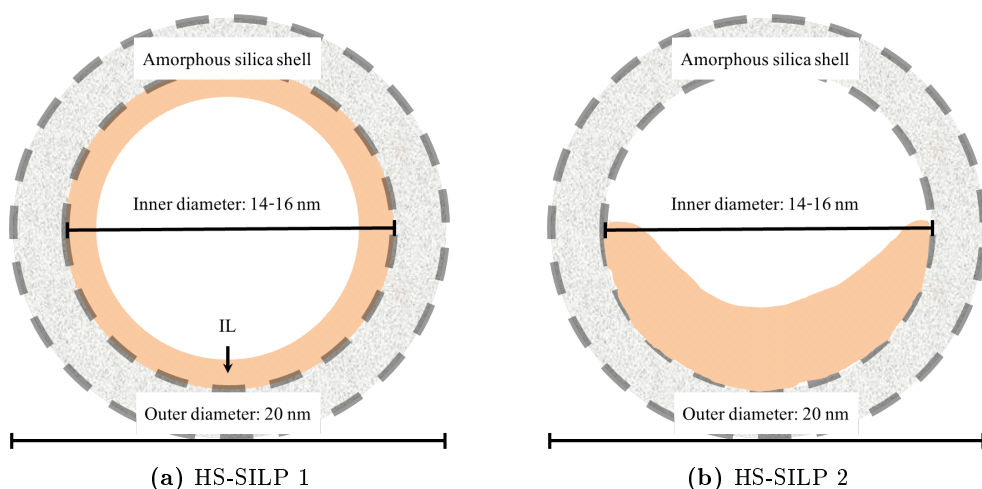 Amorphous silica shell
Inner diameter: 14-16 nm
IL
Outer diameter: 20 nm
(a) HS-SILP 1
Amorphous silica shell
Inner diameter: 14-16 nm
Outer diameter: 20 nm
(b) HS-SILP 2